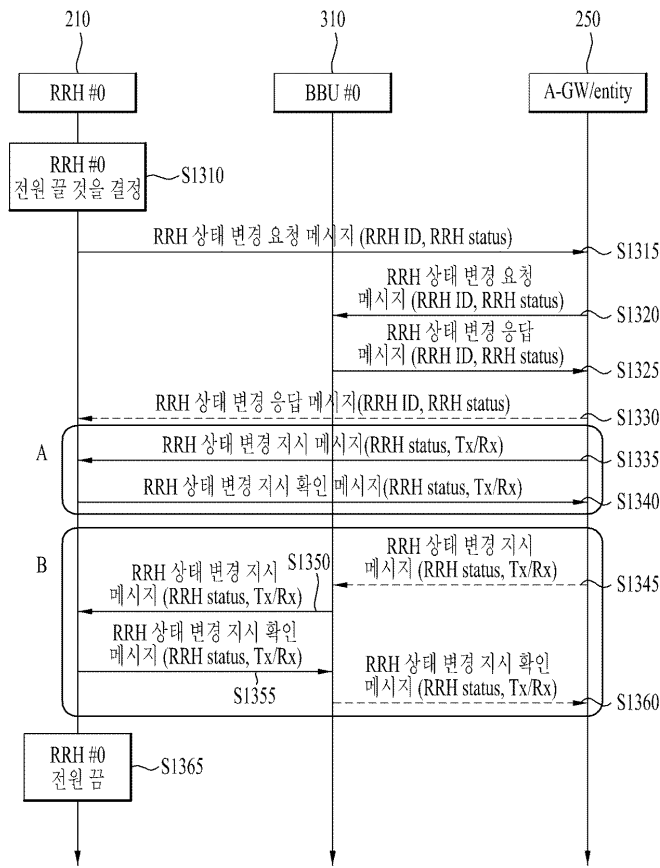 210
310
250
RRH #0
BBU #0
A-GW/entity
RRH #0
전원 끌 것을 결정
S1310
RRH 상태 변경 요청 메시지 (RRH ID, RRH status)
S1315
RRH 상태 변경 요청
메시지 (RRH ID, RRH status)
S1320
RRH 상태 변경 응답
메시지 (RRH ID, RRH status)
S1325
RRH 상태 변경 응답 메시지 (RRH ID, RRH status)
S1330
A
RRH 상태 변경 지시 메시지(RRH status, Tx/Rx)
S1335
RRH 상태 변경 지시 확인 메시지(RRH status, Tx/Rx)
S1340
B
RRH 상태 변경 지시
메시지 (RRH status, Tx/Rx)
S1345
S1350
RRH 상태 변경 지시
메시지 (RRH status, Tx/Rx)
RRH 상태 변경 지시 확인
메시지 (RRH status, Tx/Rx)
S1355
RRH 상태 변경 지시 확인
메시지 (RRH status, Tx/Rx)
S1360
RRH #0
전원 끔
S1365